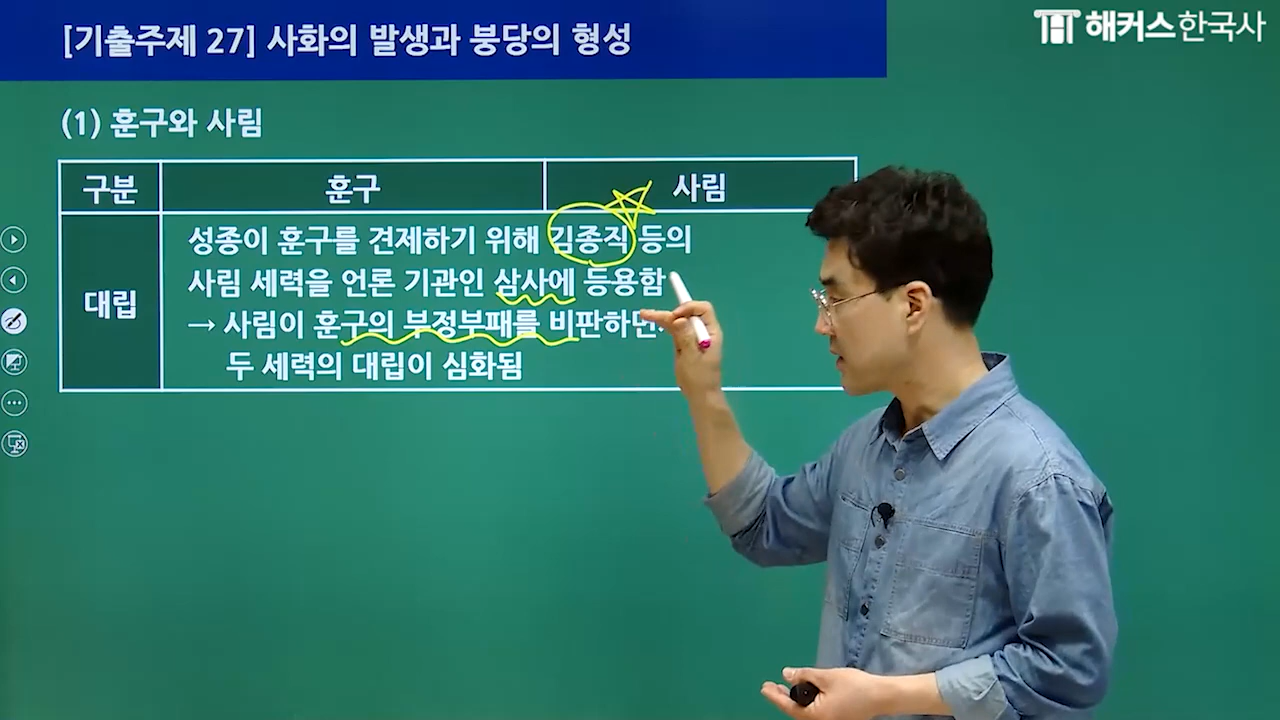 [기출주제 27] 사화의 발생과 붕당의 형성
해커스한국사
(1) 훈구와 사림
구분 훈구 사림
대립
성종이 훈구를 견제하기 위해 김종직 등의
사림 세력을 언론 기관인 삼사에 등용함
→ 사림이 훈구의 부정부패를 비판하면
두 세력의 대립이 심화됨